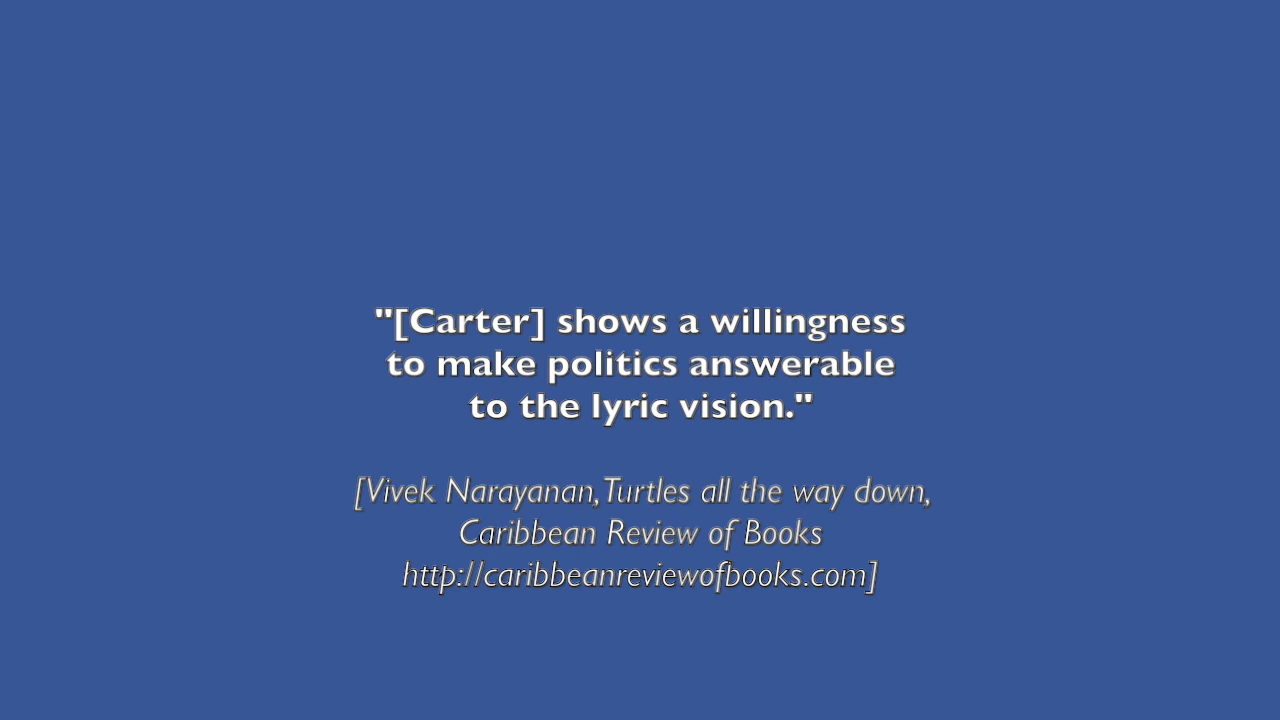 "[Carter] shows a willingness
to make politics answerable
to the lyric vision."
[Vivek Narayanan, Turtles all the way down,
Caribbean Review of Books
http://caribbeanreviewofbooks.com]